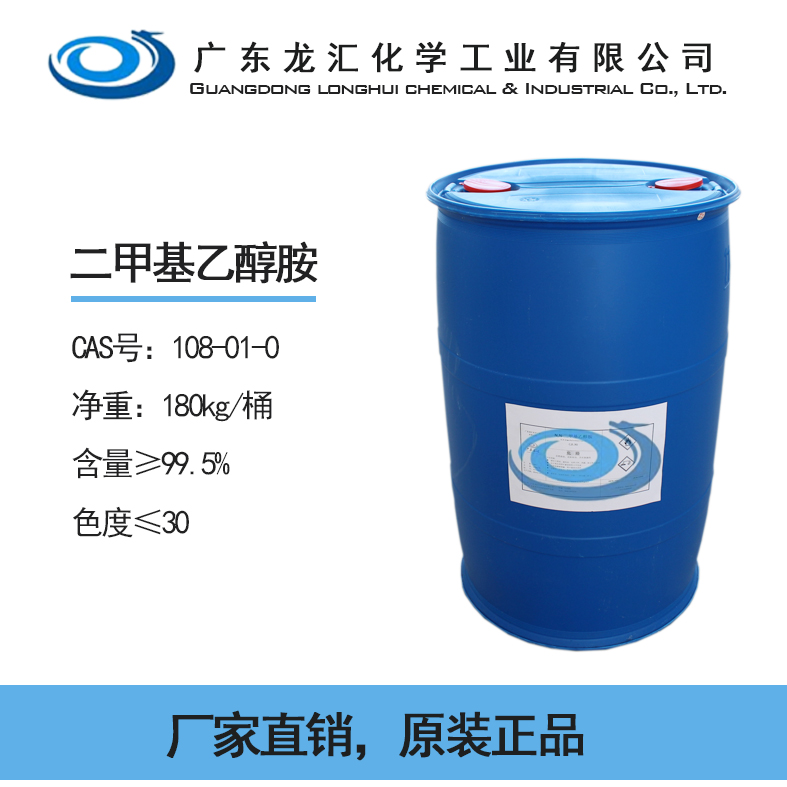 广东龙汇化学工业有限公司
GUANGDONG LONGHUI CHEMICAL & INDUSTRIAL CO., LTD.
二甲基乙醇胺
CAS号：108-01-0
净重：180kg/桶
含量≥99.5%
色度≤30
厂家直销，原装正品